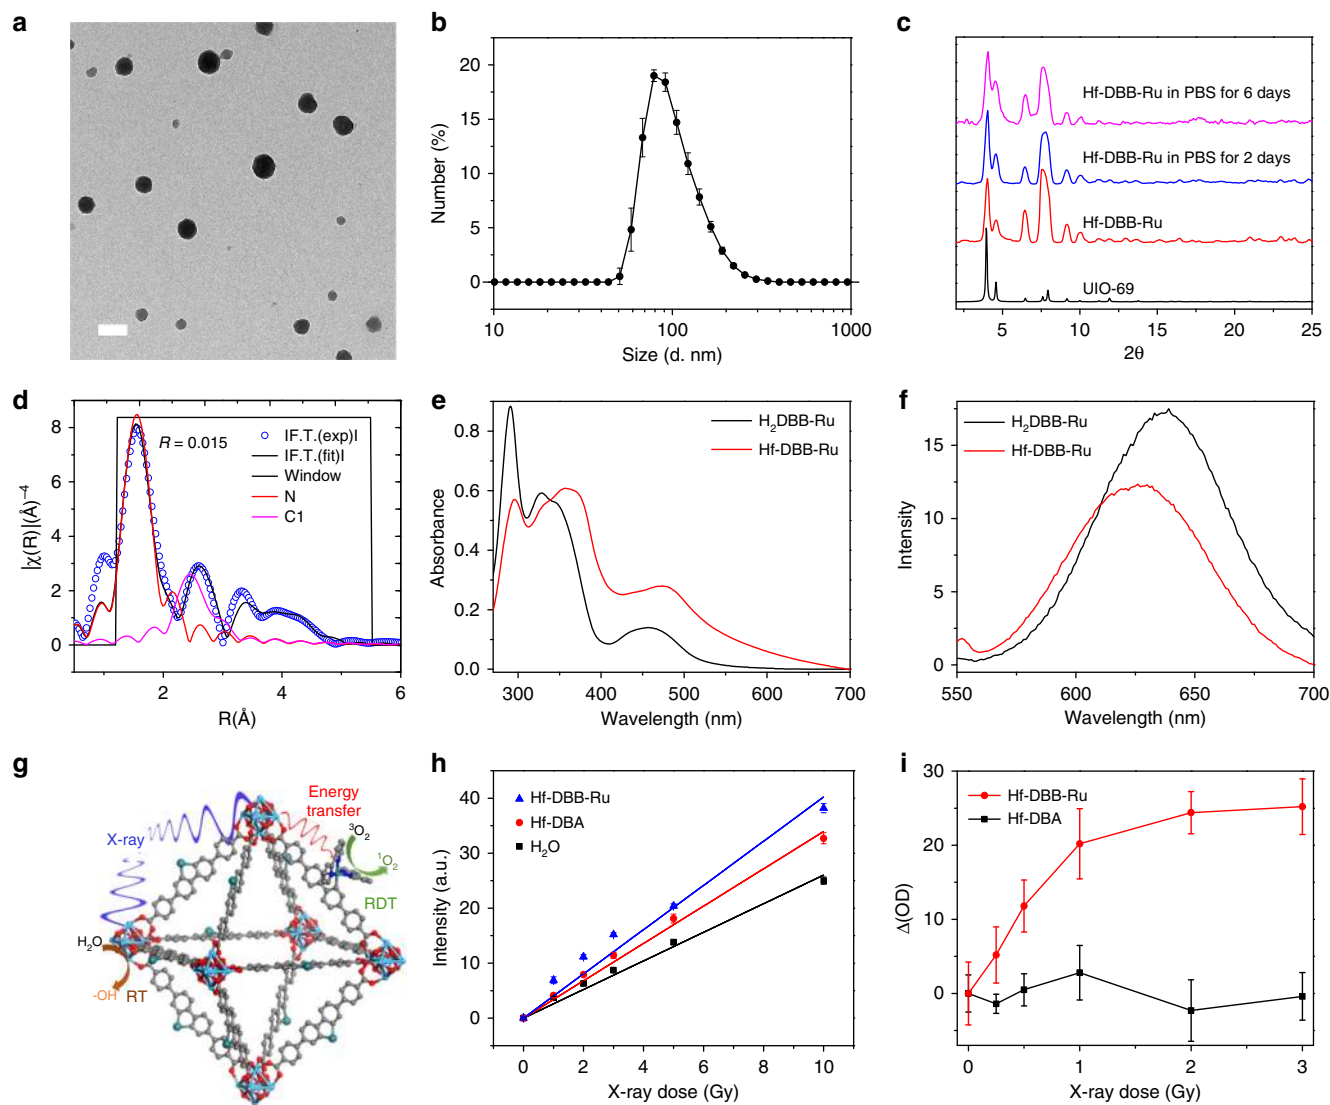 a
b
Number (%)
20
15
10
5
0
10
100
1000
Size (d. nm)
c
Hf-DBB-Ru in PBS for 6 days
Hf-DBB-Ru in PBS for 2 days
Hf-DBB-Ru
UIO-69
5
10
15
20
25
2θ
d
|χ(R)|(Å)⁻⁴
8
6
4
2
0
R = 0.015
IF.T.(exp)I
IF.T.(fit)I
Window
N
C1
2
4
6
R(Å)
e
Absorbance
0.8
0.6
0.4
0.2
0.0
H₂DBB-Ru
Hf-DBB-Ru
300
400
500
600
700
Wavelength (nm)
f
Intensity
15
10
5
0
H₂DBB-Ru
Hf-DBB-Ru
550
600
650
700
Wavelength (nm)
g
Energy
transfer
X-ray
³O₂
¹O₂
RDT
H₂O
-OH
RT
h
Intensity (a.u.)
40
30
20
10
0
Hf-DBB-Ru
Hf-DBA
H₂O
0
2
4
6
8
10
X-ray dose (Gy)
i
Δ(OD)
30
20
10
0
Hf-DBB-Ru
Hf-DBA
0
1
2
3
X-ray dose (Gy)